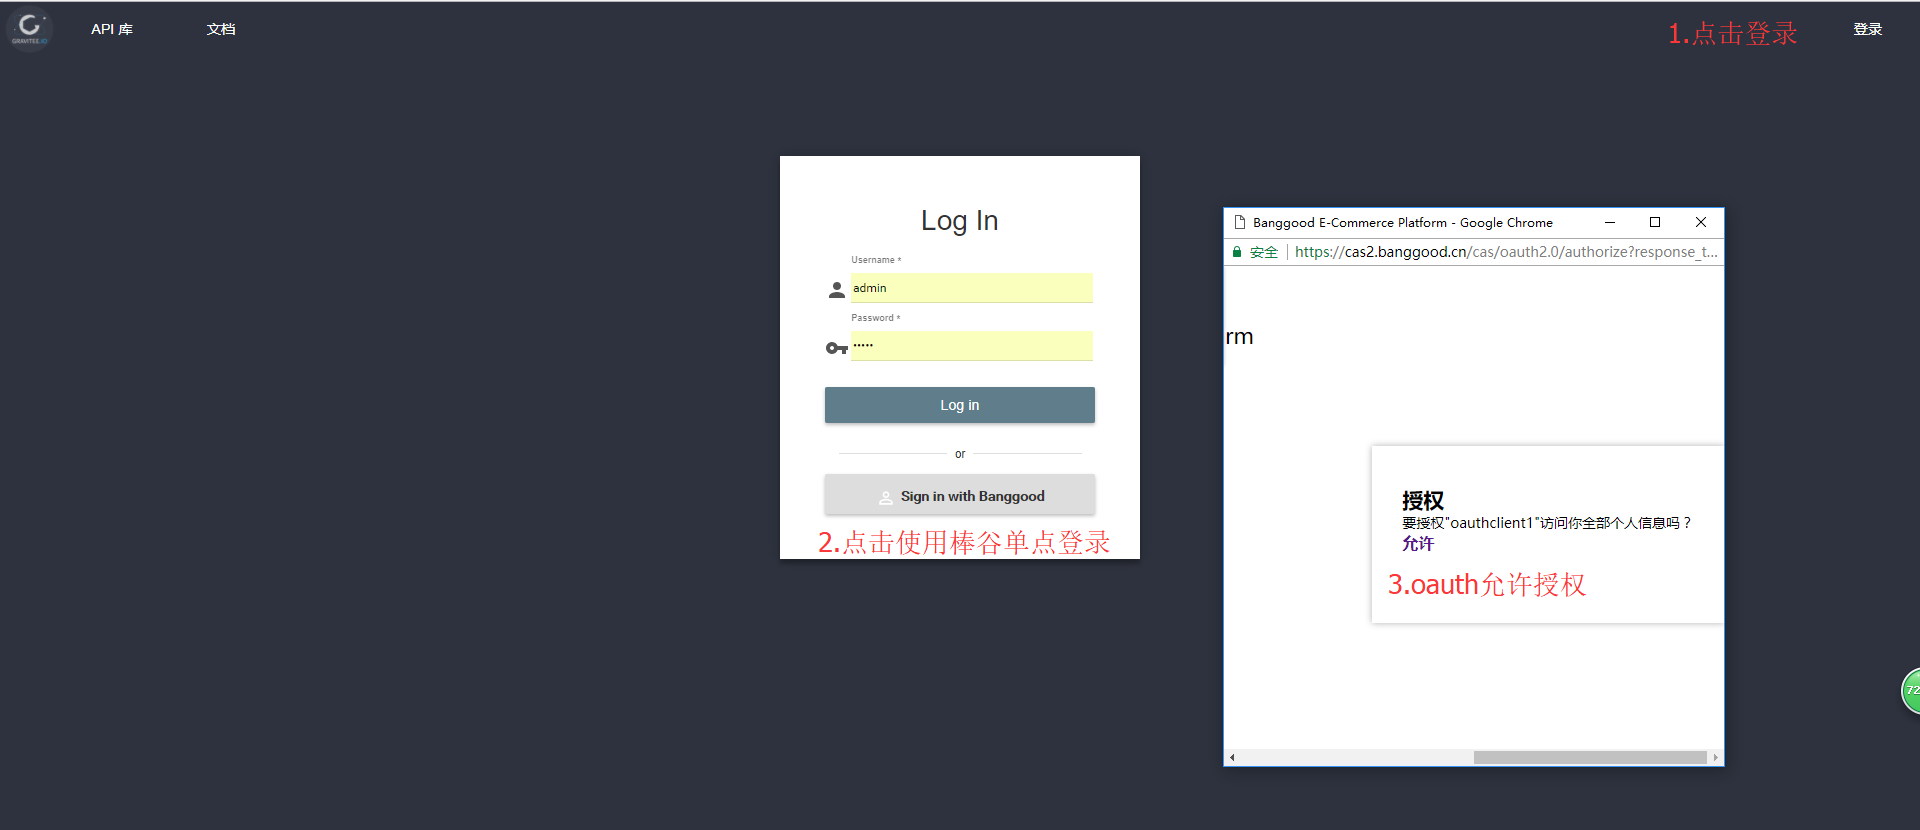 GRAVITEE.IO
API 库
文档
1.点击登录
登录
Log In
Username *
admin
Password *
•••••
Log in
or
Sign in with Banggood
2.点击使用棒谷单点登录
Banggood E-Commerce Platform - Google Chrome
安全
https://cas2.banggood.cn/cas/oauth2.0/authorize?response_t...
rm
授权
要授权"oauthclient1"访问你全部个人信息吗？
允许
3.oauth允许授权
72